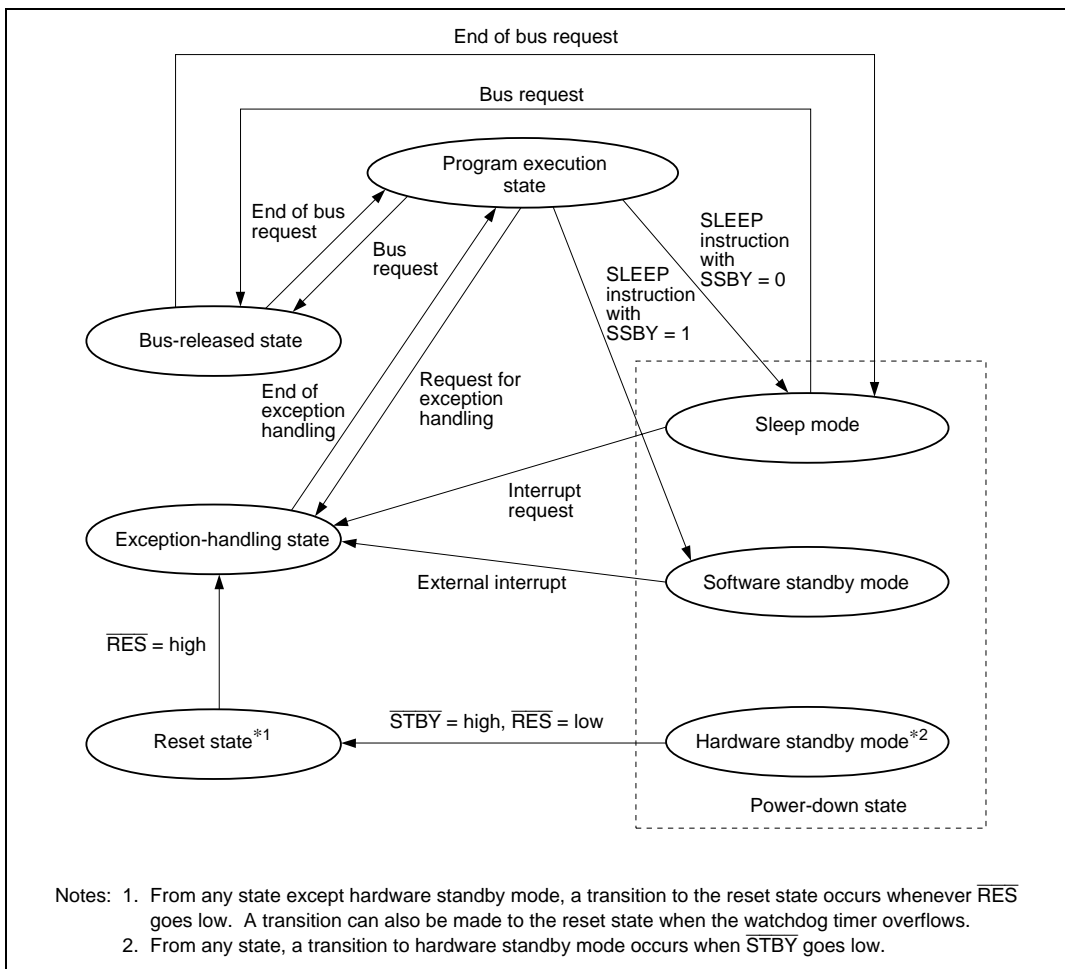 End of bus request
Bus request
Program execution
state
End of bus
request
Bus
request
SLEEP
instruction
with
SSBY = 0
SLEEP
instruction
with
SSBY = 1
Bus-released state
End of
exception
handling
Request for
exception
handling
Sleep mode
Interrupt
request
Exception-handling state
External interrupt
Software standby mode
R̅E̅S̅ = high
S̅T̅B̅Y̅ = high, R̅E̅S̅ = low
Reset state*1
Hardware standby mode*2
Power-down state
Notes: 1. From any state except hardware standby mode, a transition to the reset state occurs whenever R̅E̅S̅
goes low. A transition can also be made to the reset state when the watchdog timer overflows.
2. From any state, a transition to hardware standby mode occurs when S̅T̅B̅Y̅ goes low.